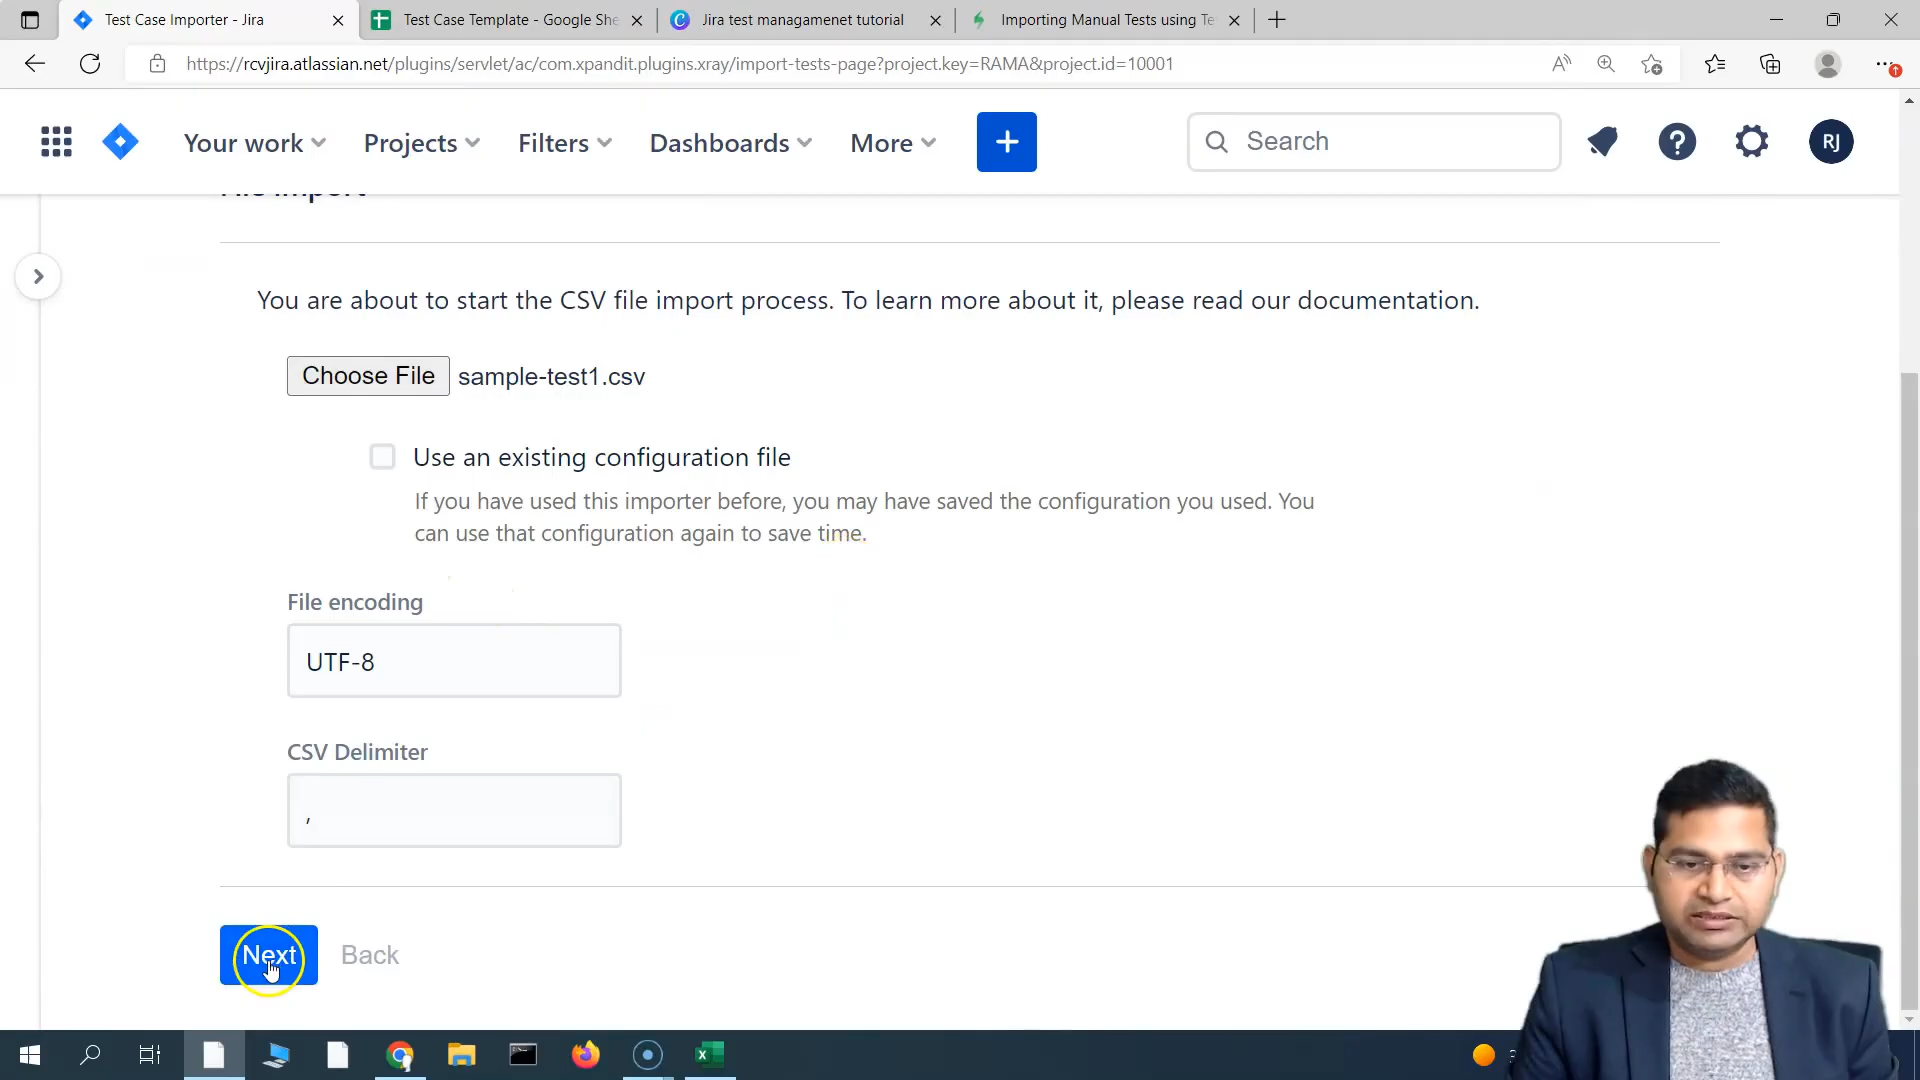 Test Case Importer - Jira
Test Case Template - Google She
Jira test managamenet tutorial
Importing Manual Tests using Te
https://rcvjira.atlassian.net/plugins/servlet/ac/com.xpandit.plugins.xray/import-tests-page?project.key=RAMA&project.id=10001
Your work
Projects
Filters
Dashboards
More
Search
RJ
File import
You are about to start the CSV file import process. To learn more about it, please read our documentation.
Choose File sample-test1.csv
Use an existing configuration file
If you have used this importer before, you may have saved the configuration you used. You
can use that configuration again to save time.
File encoding
UTF-8
CSV Delimiter
,
Next
Back